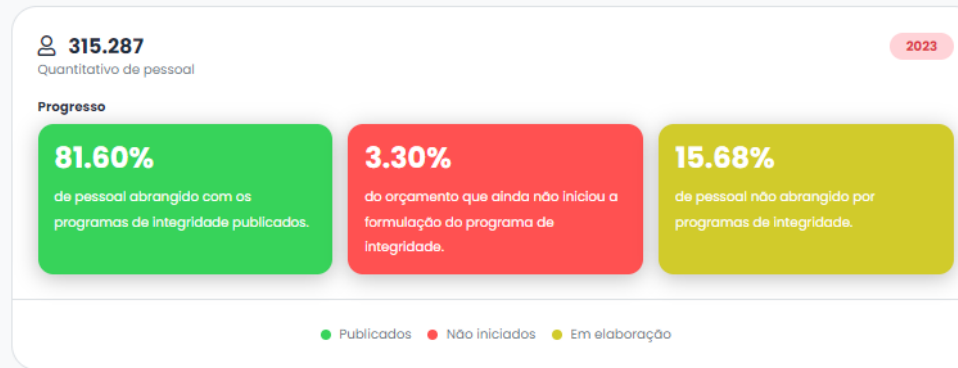 315.287
2023
Quantitativo de pessoal
Progresso
81.60%
de pessoal abrangido com os
programas de integridade publicados.
3.30%
do orçamento que ainda não iniciou a
formulação do programa de
integridade.
15.68%
de pessoal não abrangido por
programas de integridade.
Publicados
Não iniciados
Em elaboração